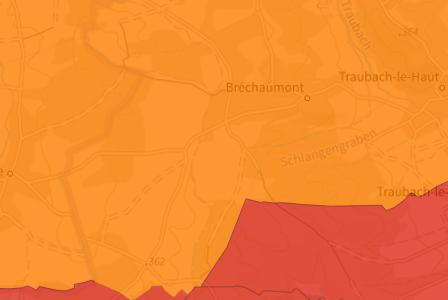 Traubach
.364
Traubach-le-Haut
Bréchaumont
Schlangengraben
e
Traubach-le-
.362